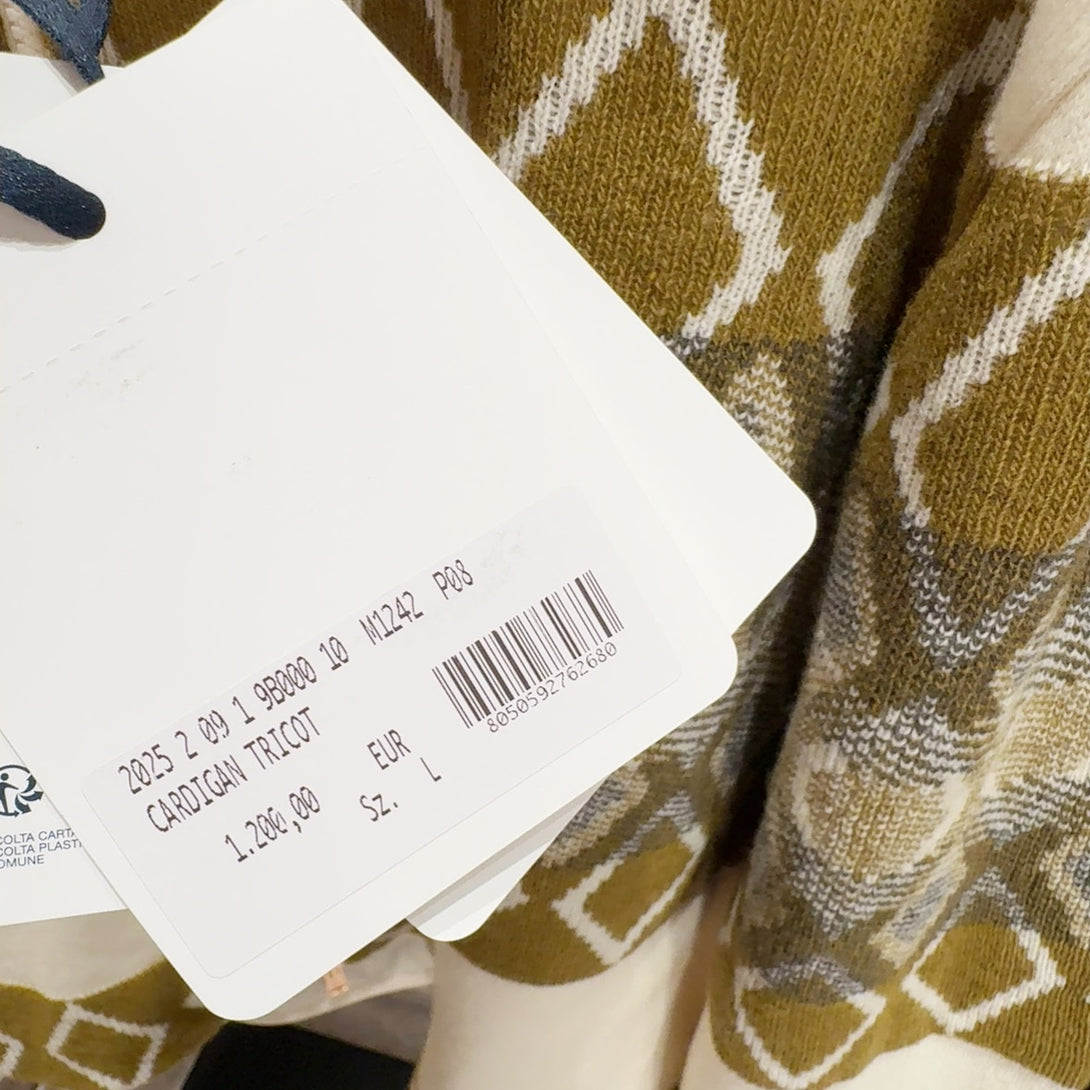 2025 2 09 1 9B000 10 M1242 P08
CARDIGAN TRICOT
EUR
1.200,00
Sz. L
8050592762680
COLTA CARTA
COLTA PLASTI
OMUNE